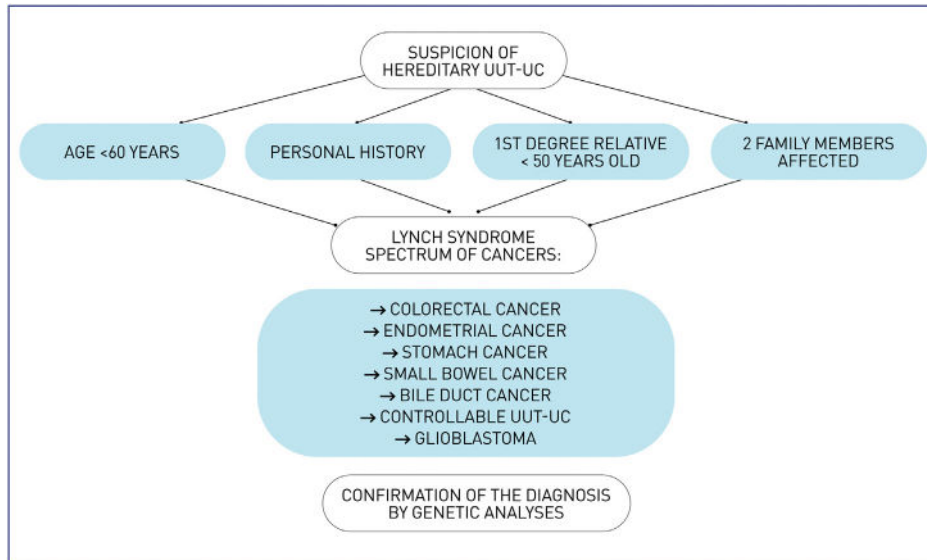 SUSPICION OF
HEREDITARY UUT-UC
AGE <60 YEARS
PERSONAL HISTORY
1ST DEGREE RELATIVE
< 50 YEARS OLD
2 FAMILY MEMBERS
AFFECTED
LYNCH SYNDROME
SPECTRUM OF CANCERS:
→ COLORECTAL CANCER
→ ENDOMETRIAL CANCER
→ STOMACH CANCER
→ SMALL BOWEL CANCER
→ BILE DUCT CANCER
→ CONTROLLABLE UUT-UC
→ GLIOBLASTOMA
CONFIRMATION OF THE DIAGNOSIS
BY GENETIC ANALYSES